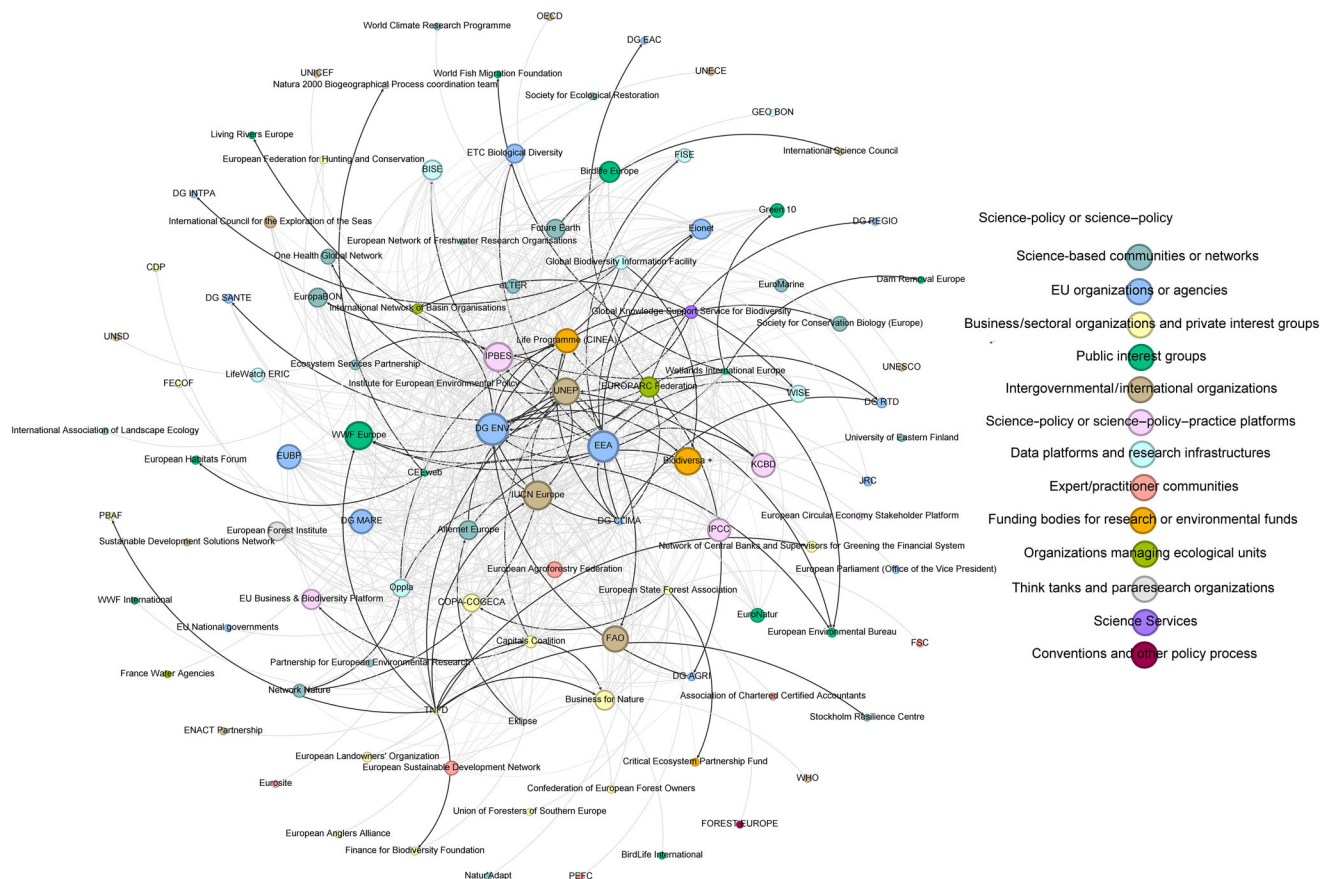 OECD
World Climate Research Programme
DG EAC
UNICEF
World Fish Migration Foundation
UNECE
Natura 2000 Biogeographical Process coordination team
Society for Ecological Restoration
GEO BON
Living Rivers Europe
International Science Council
ETC Biological Diversity
FISE
European Federation for Hunting and Conservation
BISE
Birdlife Europe
DG INTPA
Green 10
International Council for the Exploration of the Seas
DG REGIO
Future Earth
Eionet
European Network of Freshwater Research Organisations
One Health Global Network
Global Biodiversity Information Facility
CDP
Dam Removal Europe
eLTER
EuroMarine
DG SANTE
EuropaBON
International Network of Basin Organisations
Global Knowledge Support Service for Biodiversity
Society for Conservation Biology (Europe)
UNSD
Life Programme (CINEA)
IPBES
Ecosystem Services Partnership
UNESCO
Wetlands International Europe
LifeWatch ERIC
FECOF
Institute for European Environmental Policy
EUROPARC Federation
UNEP
WISE
DG RTD
International Association of Landscape Ecology
DG ENV
WWF Europe
University of Eastern Finland
EEA
EUBP
European Habitats Forum
Biodiversa +
KCBD
CEEweb
JRC
IUCN Europe
PBAF
European Circular Economy Stakeholder Platform
DG MARE
DG CLIMA
European Forest Institute
Alternet Europe
IPCC
Sustainable Development Solutions Network
Network of Central Banks and Supervisors for Greening the Financial System
European Agroforestry Federation
European Parliament (Office of the Vice President)
Oppla
European State Forest Association
WWF International
EU Business & Biodiversity Platform
COPA-COGECA
EuroNatur
EU National governments
European Environmental Bureau
Capitals Coalition
FAO
FSC
Partnership for European Environmental Research
France Water Agencies
DG AGRI
Network Nature
Association of Chartered Certified Accountants
Business for Nature
TNFD
Eklipse
Stockholm Resilience Centre
ENACT Partnership
European Landowners' Organization
Critical Ecosystem Partnership Fund
European Sustainable Development Network
WHO
Eurosite
Confederation of European Forest Owners
Union of Foresters of Southern Europe
FOREST EUROPE
European Anglers Alliance
Finance for Biodiversity Foundation
BirdLife International
Natur'Adapt
PEFC
Science-policy or science–policy
Science-based communities or networks
EU organizations or agencies
Business/sectoral organizations and private interest groups
Public interest groups
Intergovernmental/international organizations
Science-policy or science–policy–practice platforms
Data platforms and research infrastructures
Expert/practitioner communities
Funding bodies for research or environmental funds
Organizations managing ecological units
Think tanks and pararesearch organizations
Science Services
Conventions and other policy process